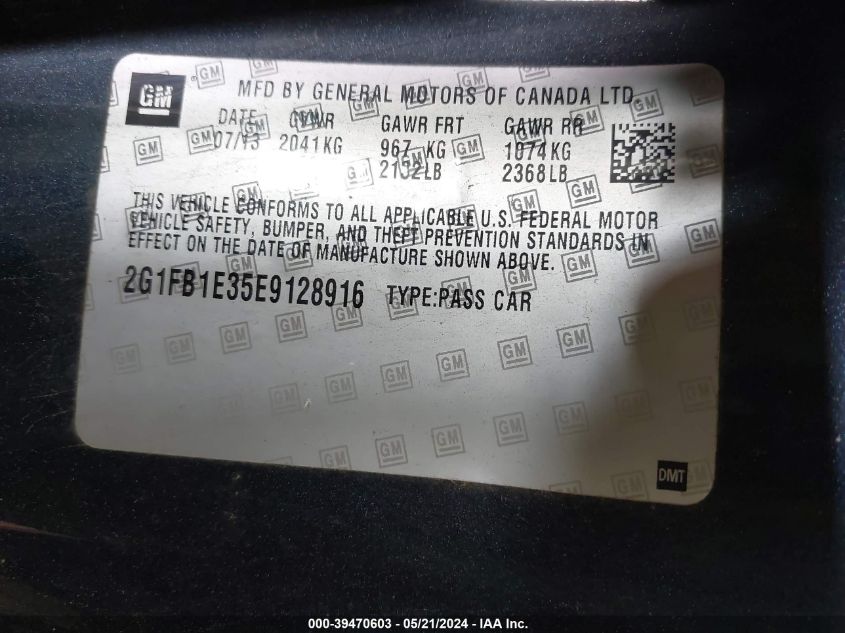 GM MFD BY GENERAL MOTORS OF CANADA LTD.
DATE GVWR GAWR FRT GAWR RR
07/13 2041KG 967 KG 1074KG
2132LB 2368LB
THIS VEHICLE CONFORMS TO ALL APPLICABLE U.S. FEDERAL MOTOR
VEHICLE SAFETY, BUMPER, AND THEFT PREVENTION STANDARDS IN
EFFECT ON THE DATE OF MANUFACTURE SHOWN ABOVE.
2G1FB1E35E9128916 TYPE:PASS CAR
DMT
000-39470603 - 05/21/2024 - IAA Inc.